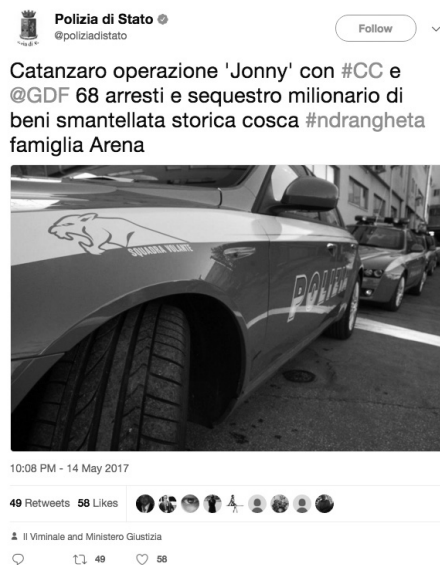 Polizia di Stato
@poliziadistato
Follow
Catanzaro operazione 'Jonny' con #CC e
@GDF 68 arresti e sequestro milionario di
beni smantellata storica cosca #ndrangheta
famiglia Arena
SQUADRA VOLANTE
POLIZIA
10:08 PM - 14 May 2017
49 Retweets 58 Likes
Il Viminale and Ministero Giustizia
49 58